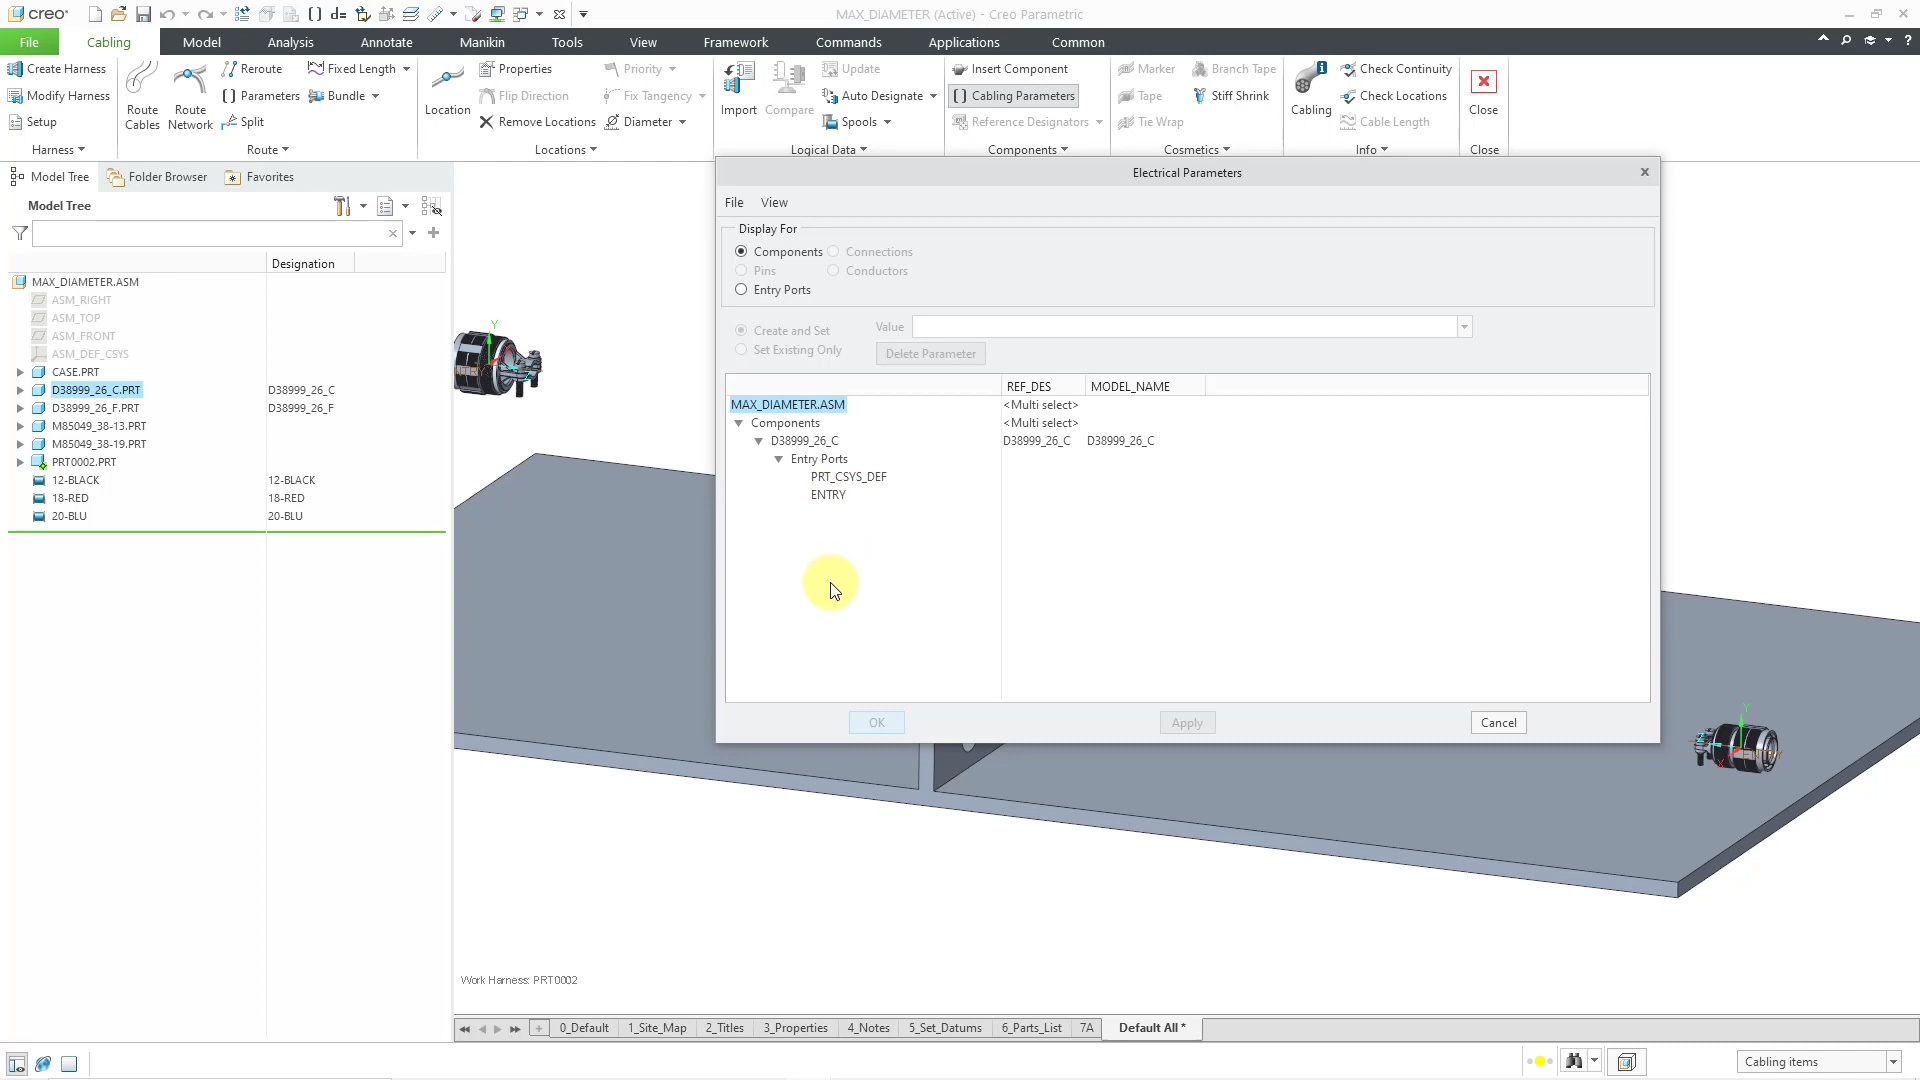 creo
MAX_DIAMETER (Active) - Creo Parametric
File
Cabling
Model
Analysis
Annotate
Manikin
Tools
View
Framework
Commands
Applications
Common
Create Harness
Modify Harness
Setup
Harness
Route Cables
Route Network
Reroute
Parameters
Split
Fixed Length
Bundle
Route
Location
Properties
Flip Direction
Remove Locations
Priority
Fix Tangency
Diameter
Locations
Import
Compare
Update
Auto Designate
Spools
Logical Data
Insert Component
Cabling Parameters
Reference Designators
Components
Marker
Tape
Tie Wrap
Branch Tape
Stiff Shrink
Cosmetics
Cabling
Check Continuity
Check Locations
Cable Length
Info
Close
Close
Model Tree
Folder Browser
Favorites
Model Tree
Designation
MAX_DIAMETER.ASM
ASM_RIGHT
ASM_TOP
ASM_FRONT
ASM_DEF_CSYS
CASE.PRT
D38999_26_C.PRT D38999_26_C
D38999_26_F.PRT D38999_26_F
M85049_38-13.PRT
M85049_38-19.PRT
PRT0002.PRT
12-BLACK 12-BLACK
18-RED 18-RED
20-BLU 20-BLU
Electrical Parameters
File View
Display For
Components Connections
Pins Conductors
Entry Ports
Create and Set
Set Existing Only
Value
Delete Parameter
REF_DES MODEL_NAME
MAX_DIAMETER.ASM <Multi select>
Components <Multi select>
D38999_26_C D38999_26_C D38999_26_C
Entry Ports
PRT_CSYS_DEF
ENTRY
OK Apply Cancel
Y
Y
X
Work Harness: PRT0002
0_Default 1_Site_Map 2_Titles 3_Properties 4_Notes 5_Set_Datums 6_Parts_List 7A Default All *
Cabling items